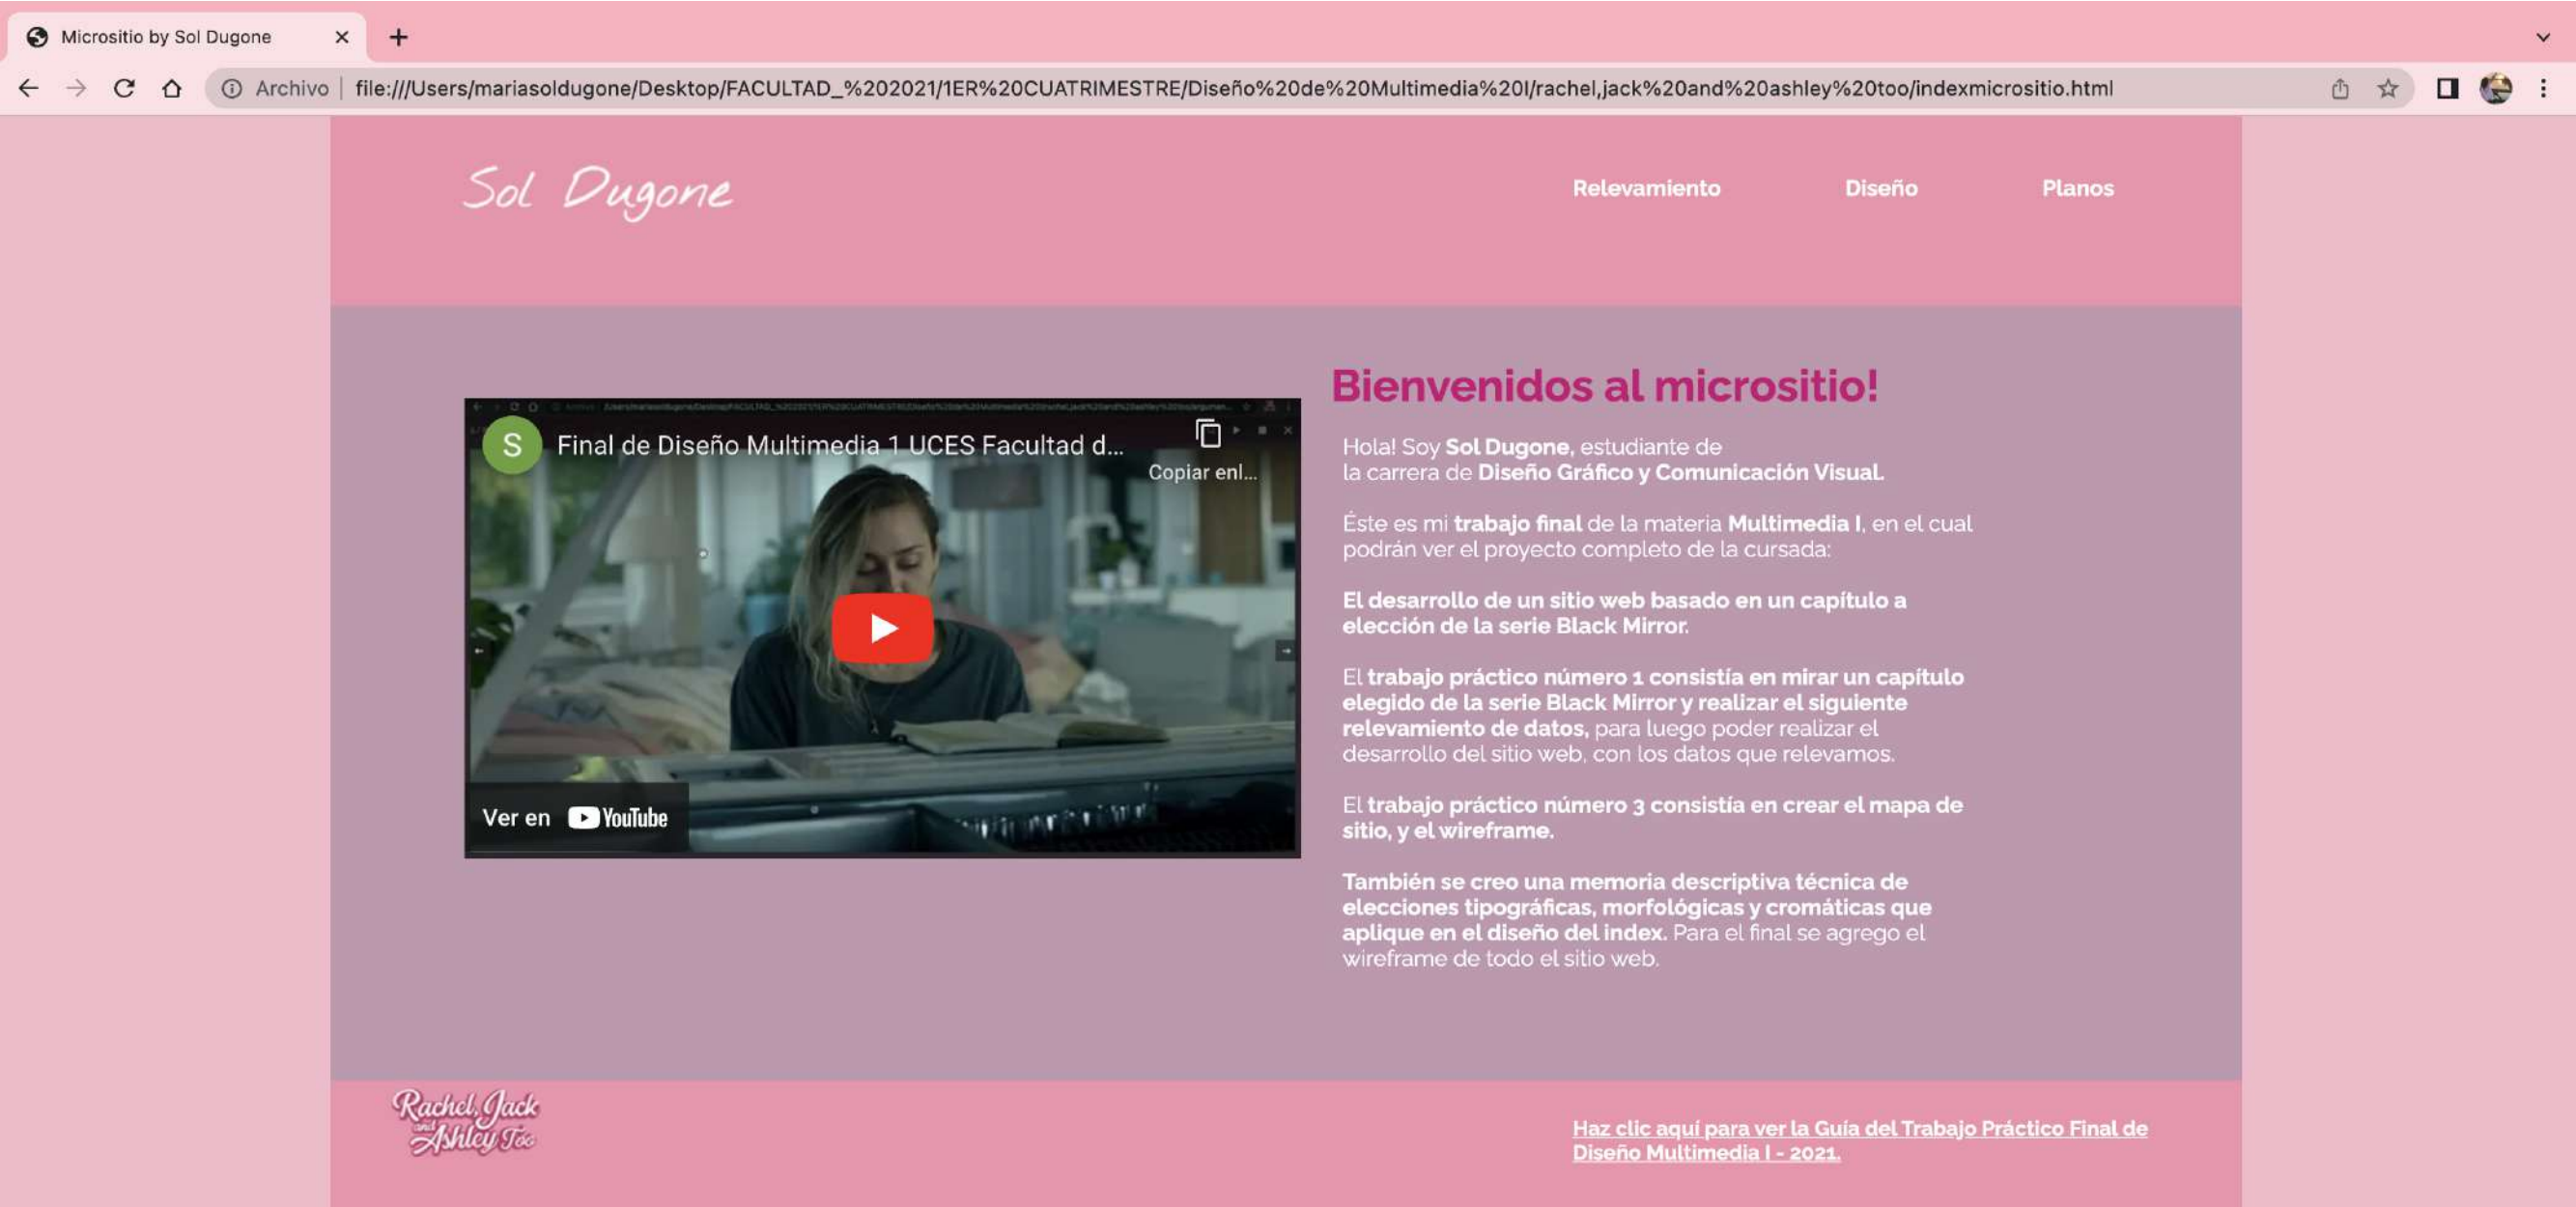 Micrositio by Sol Dugone
Archivo | file:///Users/mariasoldugone/Desktop/FACULTAD_%202021/1ER%20CUATRIMESTRE/Diseño%20de%20Multimedia%20I/rachel,jack%20and%20ashley%20too/indexmicrositio.html
Sol Dugone
Relevamiento Diseño Planos
S Final de Diseño Multimedia 1 UCES Facultad d...
Copiar enl...
Ver en YouTube
Bienvenidos al micrositio!
Hola! Soy Sol Dugone, estudiante de
la carrera de Diseño Gráfico y Comunicación Visual.
Éste es mi trabajo final de la materia Multimedia I, en el cual
podrán ver el proyecto completo de la cursada:
El desarrollo de un sitio web basado en un capítulo a
elección de la serie Black Mirror.
El trabajo práctico número 1 consistía en mirar un capítulo
elegido de la serie Black Mirror y realizar el siguiente
relevamiento de datos, para luego poder realizar el
desarrollo del sitio web, con los datos que relevamos.
El trabajo práctico número 3 consistía en crear el mapa de
sitio, y el wireframe.
También se creo una memoria descriptiva técnica de
elecciones tipográficas, morfológicas y cromáticas que
aplique en el diseño del index. Para el final se agrego el
wireframe de todo el sitio web.
Rachel, Jack
and
Ashley Too
Haz clic aquí para ver la Guía del Trabajo Práctico Final de
Diseño Multimedia I - 2021.